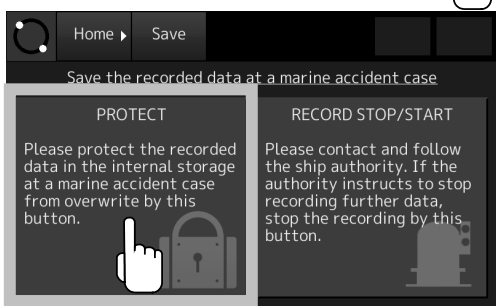 Home ▸ Save
Save the recorded data at a marine accident case
PROTECT
Please protect the recorded
data in the internal storage
at a marine accident case
from overwrite by this
button.
RECORD STOP/START
Please contact and follow
the ship authority. If the
authority instructs to stop
recording further data,
stop the recording by this
button.